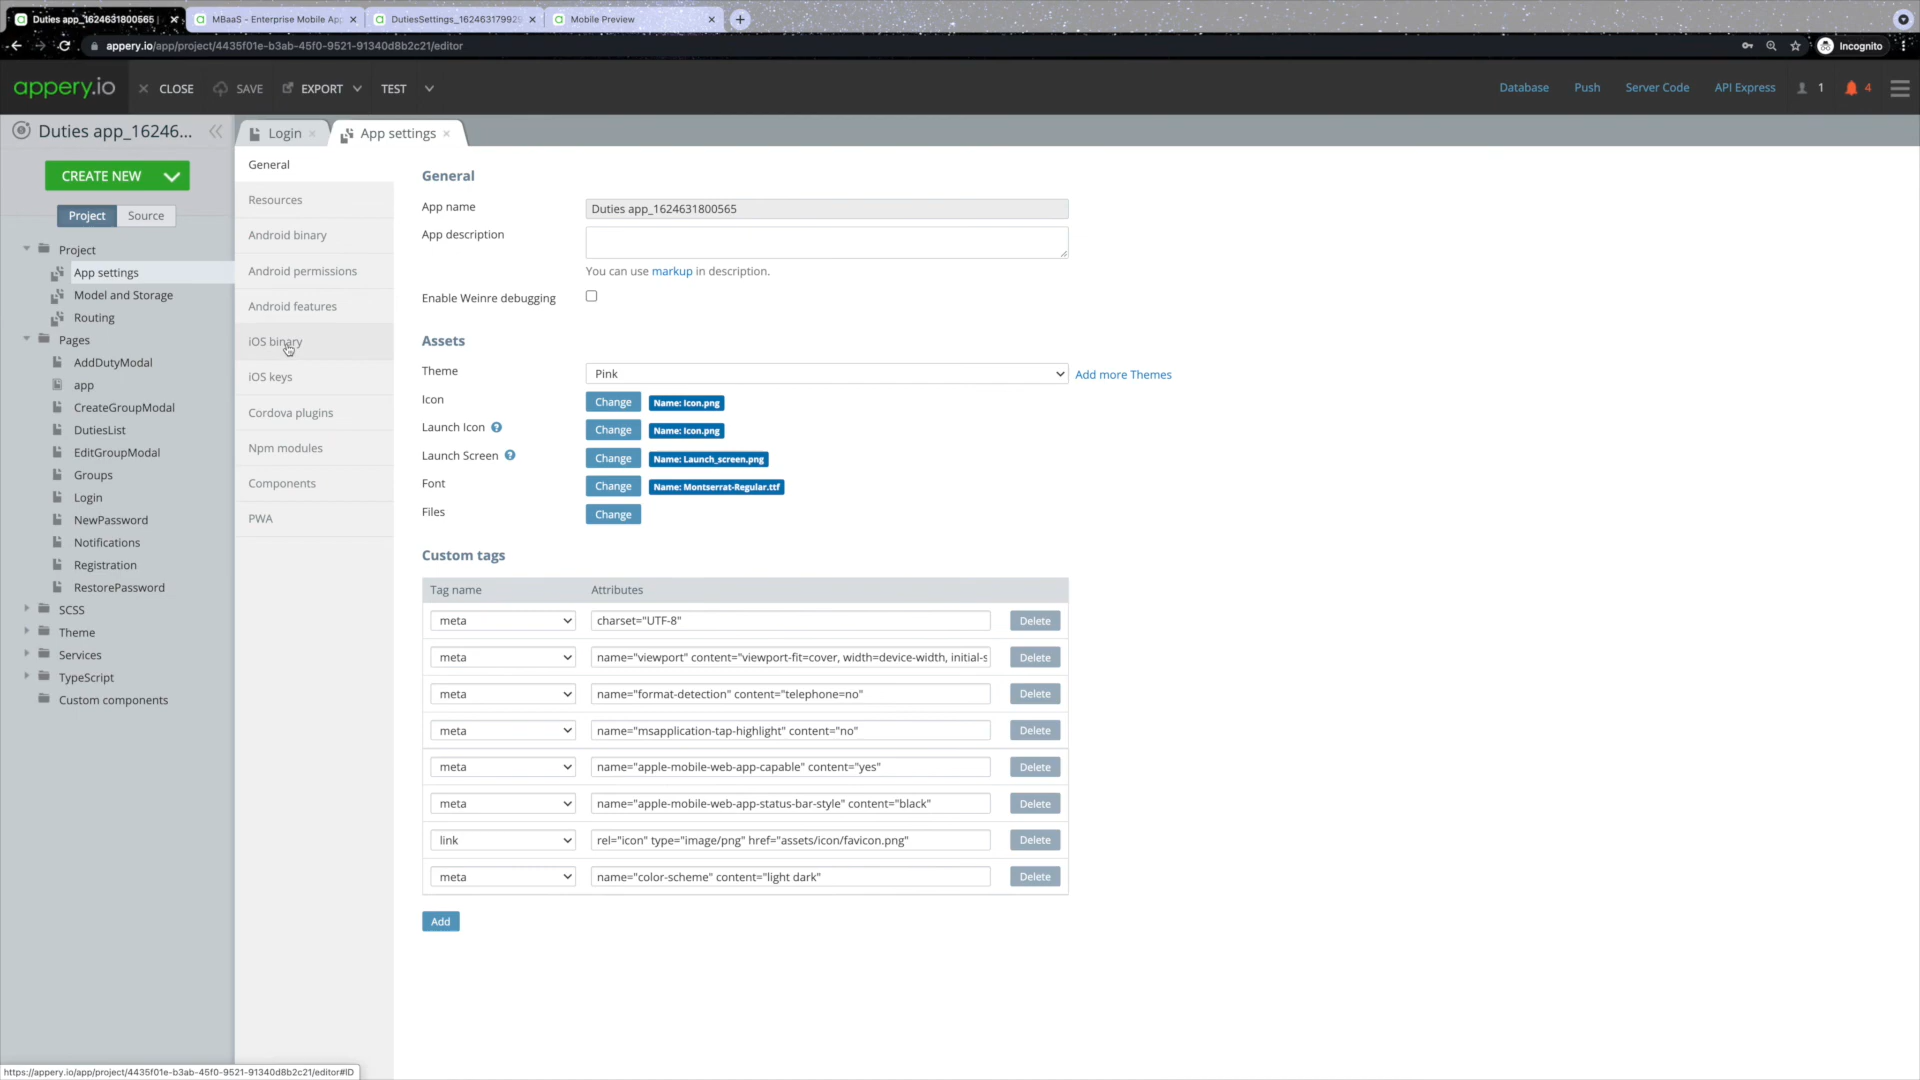 Duties app_1624631800565
MBaaS - Enterprise Mobile Ap
DutiesSettings_162463179925
Mobile Preview
appery.io/app/project/4435f01e-b3ab-45f0-9521-91340d8b2c21/editor
Incognito
appery.io
CLOSE
SAVE
EXPORT
TEST
Database
Push
Server Code
API Express
1
4
Duties app_16246...
Login
App settings
CREATE NEW
Project
Source
Project
App settings
Model and Storage
Routing
Pages
AddDutyModal
app
CreateGroupModal
DutiesList
EditGroupModal
Groups
Login
NewPassword
Notifications
Registration
RestorePassword
SCSS
Theme
Services
TypeScript
Custom components
General
Resources
Android binary
Android permissions
Android features
iOS binary
iOS keys
Cordova plugins
Npm modules
Components
PWA
General
App name
Duties app_1624631800565
App description
You can use markup in description.
Enable Weinre debugging
Assets
Theme
Pink
Add more Themes
Icon
Change
Name: Icon.png
Launch Icon
Change
Name: Icon.png
Launch Screen
Change
Name: Launch_screen.png
Font
Change
Name: Montserrat-Regular.ttf
Files
Change
Custom tags
Tag name
Attributes
meta
charset="UTF-8"
Delete
meta
name="viewport" content="viewport-fit=cover, width=device-width, initial-s
Delete
meta
name="format-detection" content="telephone=no"
Delete
meta
name="msapplication-tap-highlight" content="no"
Delete
meta
name="apple-mobile-web-app-capable" content="yes"
Delete
meta
name="apple-mobile-web-app-status-bar-style" content="black"
Delete
link
rel="icon" type="image/png" href="assets/icon/favicon.png"
Delete
meta
name="color-scheme" content="light dark"
Delete
Add
https://appery.io/app/project/4435f01e-b3ab-45f0-9521-91340d8b2c21/editor#ID